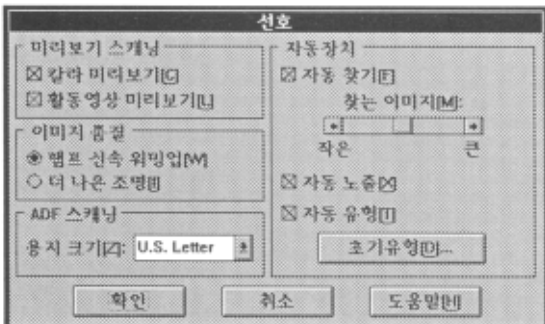 선호
미리보기 스캐닝
칼라 미리보기[C]
활동영상 미리보기[L]
이미지 품질
램프 신속 워밍업[W]
더 나은 조명[I]
ADF 스캐닝
용지 크기[Z]: U.S. Letter
자동장치
자동 찾기[F]
찾는 이미지[M]:
작은 큰
자동 노출[X]
자동 유형[T]
초기유형[D]...
확인 취소 도움말[H]